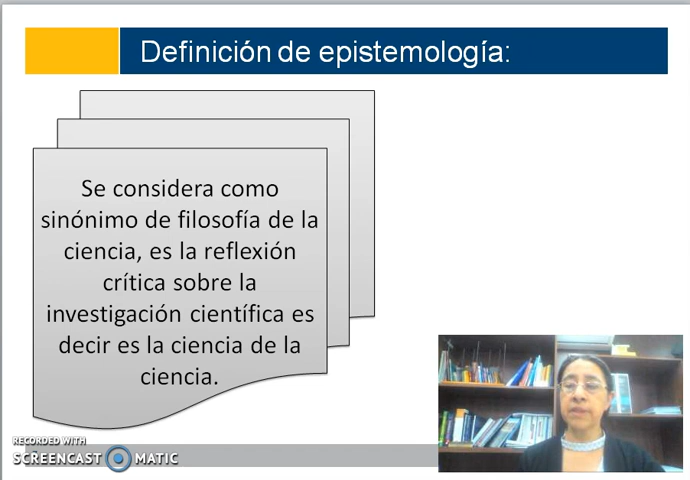 Definición de epistemología:
Se considera como
sinónimo de filosofía de la
ciencia, es la reflexión
crítica sobre la
investigación científica es
decir es la ciencia de la
ciencia.
RECORDED WITH
SCREENCAST MATIC